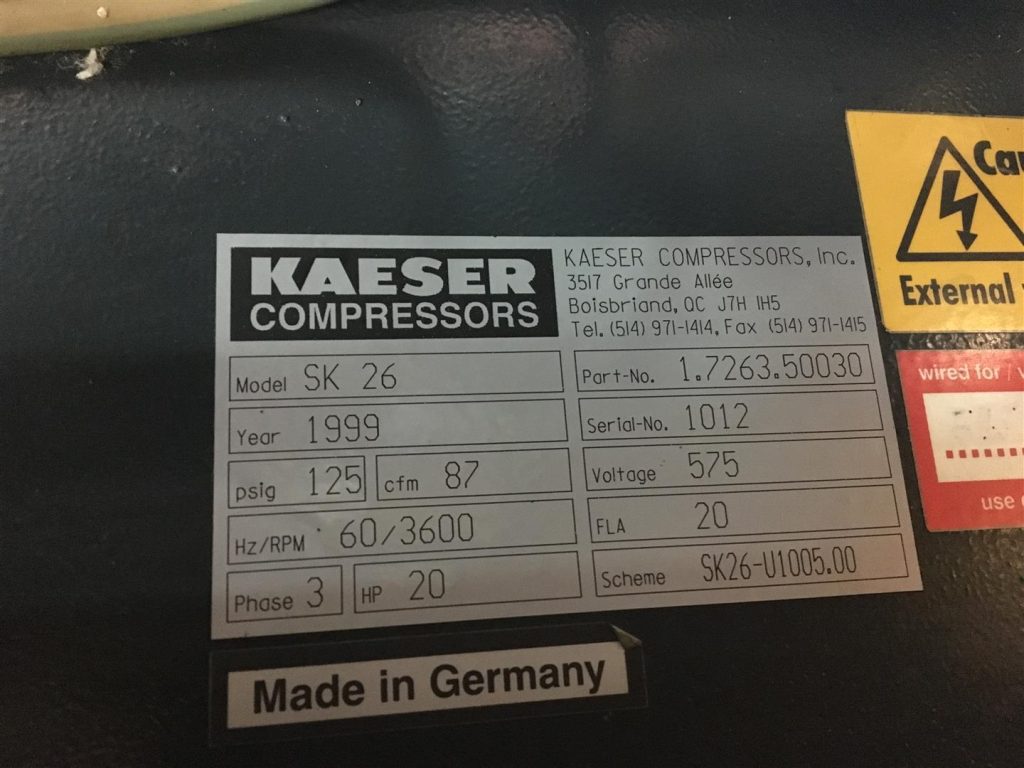 KAESER
COMPRESSORS
KAESER COMPRESSORS, Inc.
3517 Grande Allée
Boisbriand, QC J7H 1H5
Tel. (514) 971-1414, Fax (514) 971-1415
Model SK 26
Part-No. 1.7263.50030
Year 1999
Serial-No. 1012
psig 125 cfm 87
Voltage 575
Hz/RPM 60/3600
FLA 20
Phase 3 HP 20
Scheme SK26-U1005.00
Made in Germany
External
wired for /
use